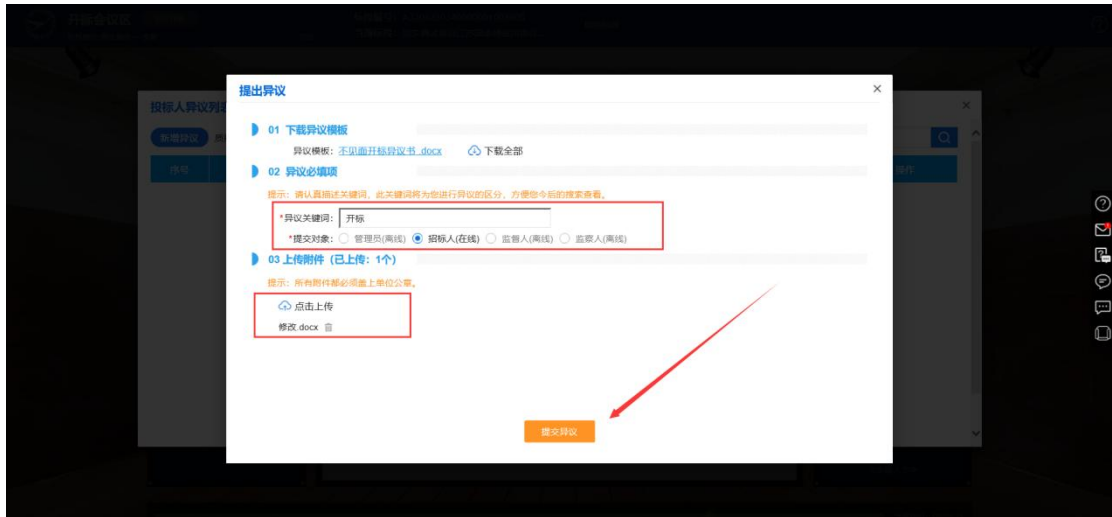 开标会议区
提出异议
投标人异议列表
新增异议
01 下载异议模板
异议模板： 不见面开标异议书.docx 下载全部
序号
操作
02 异议必填项
提示：请认真描述关键词，此关键词将为您进行异议的区分，方便您今后的搜索查看。
*异议关键词： 开标
*提交对象： 管理员(离线) 招标人(在线) 监督人(离线) 监察人(离线)
03 上传附件（已上传：1个）
提示：所有附件都必须盖上单位公章。
点击上传
修改.docx
提交异议